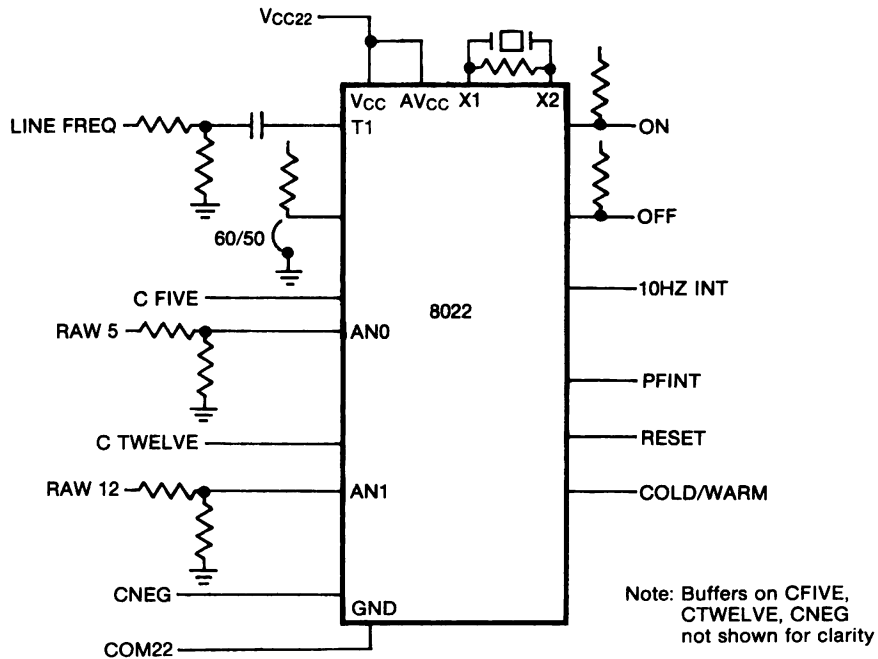 VCC22
VCC AVCC X1 X2
LINE FREQ
T1
ON
60/50
OFF
C FIVE
10HZ INT
8022
RAW 5
AN0
PFINT
C TWELVE
RESET
RAW 12
AN1
COLD/WARM
CNEG
GND
COM22
Note: Buffers on CFIVE,
CTWELVE, CNEG
not shown for clarity